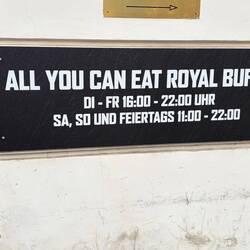 ALL YOU CAN EAT ROYAL BUF
DI - FR 16:00 - 22:00 UHR
SA, SO UND FEIERTAGS 11:00 - 22:00